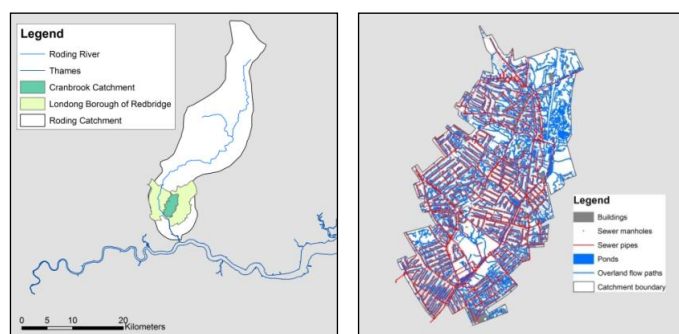 Legend
Roding River
Thames
Cranbrook Catchment
Londong Borough of Redbridge
Roding Catchment
0 5 10 20
Kilometers
Legend
Buildings
Sewer manholes
Sewer pipes
Ponds
Overland flow paths
Catchment boundary